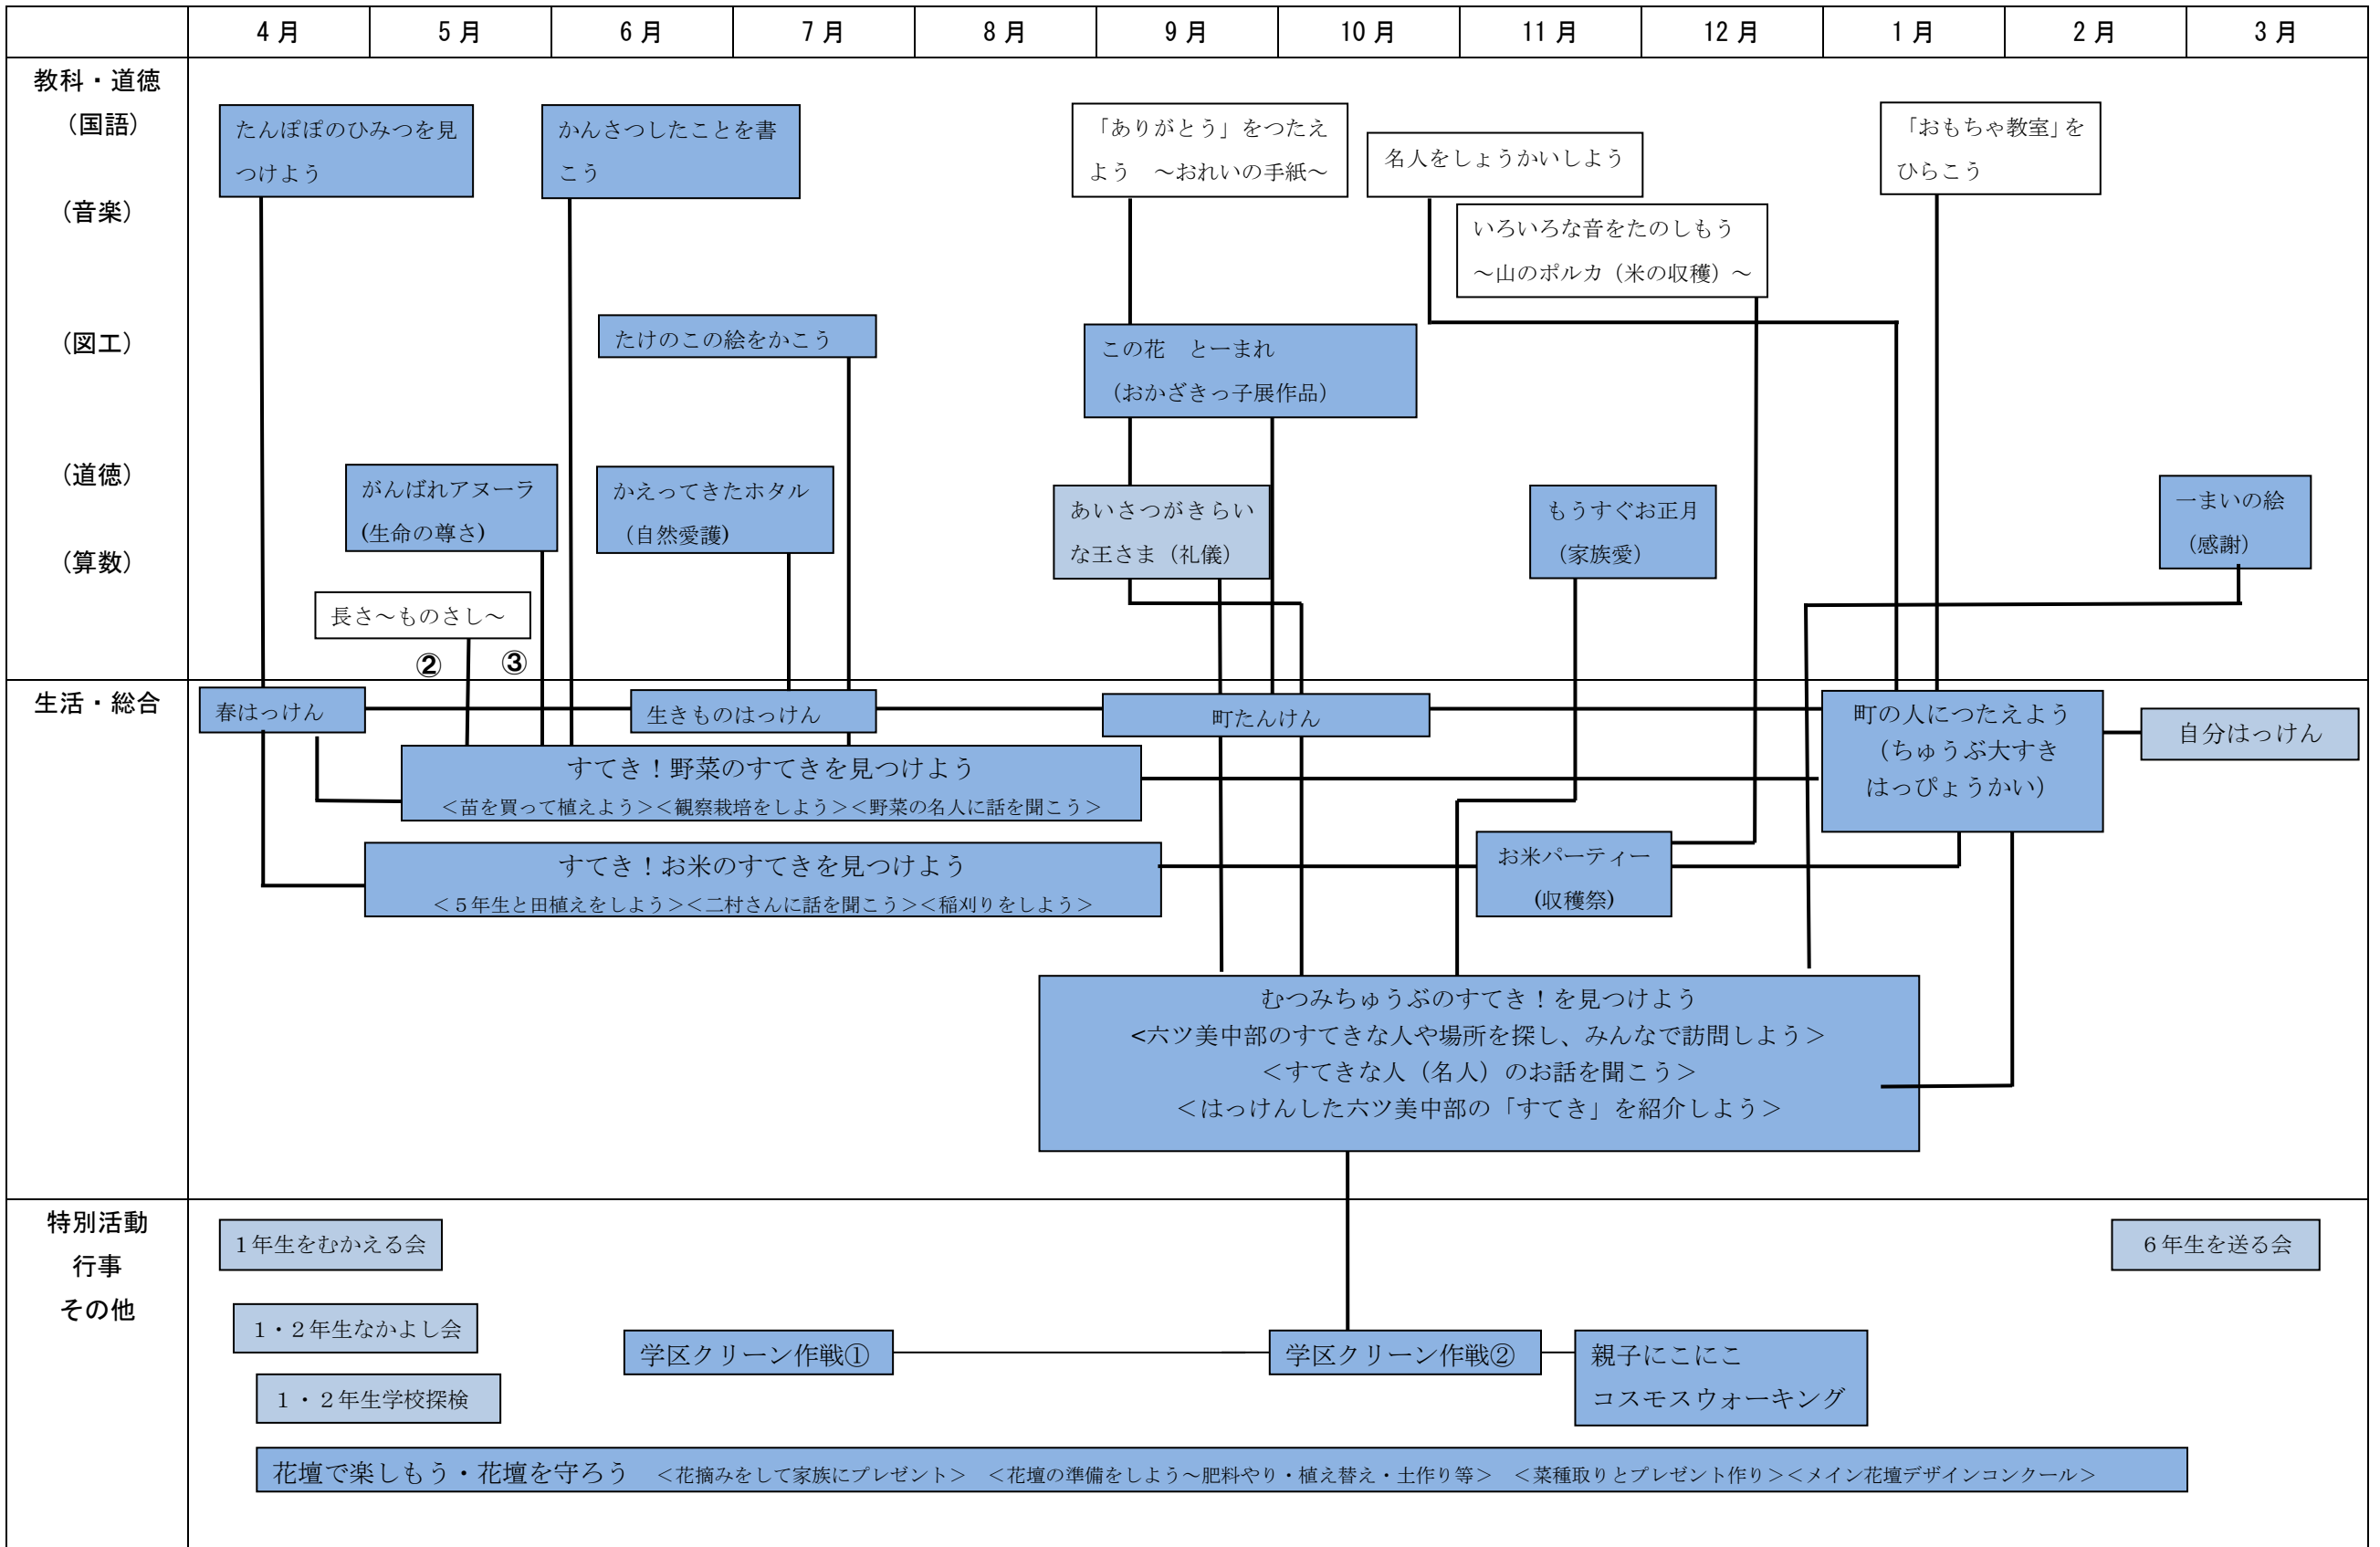 4月 5月 6月 7月 8月 9月 10月 11月 12月 1月 2月 3月
教科・道徳
（国語）
（音楽）
（図工）
（道徳）
（算数）
たんぽぽのひみつを見
つけよう
かんさつしたことを書
こう
「ありがとう」をつたえ
よう　～おれいの手紙～
名人をしょうかいしよう
「おもちゃ教室」を
ひらこう
いろいろな音をたのしもう
～山のポルカ（米の収穫）～
たけのこの絵をかこう
この花　とーまれ
（おかざきっ子展作品）
がんばれアヌーラ
(生命の尊さ)
かえってきたホタル
（自然愛護）
あいさつがきらい
な王さま（礼儀）
もうすぐお正月
（家族愛）
一まいの絵
（感謝）
長さ～ものさし～
② ③
生活・総合
春はっけん
生きものはっけん
町たんけん
町の人につたえよう
（ちゅうぶ大すき
はっぴょうかい）
自分はっけん
すてき！野菜のすてきを見つけよう
＜苗を買って植えよう＞＜観察栽培をしよう＞＜野菜の名人に話を聞こう＞
すてき！お米のすてきを見つけよう
＜５年生と田植えをしよう＞＜二村さんに話を聞こう＞＜稲刈りをしよう＞
お米パーティー
(収穫祭)
むつみちゅうぶのすてき！を見つけよう
<六ツ美中部のすてきな人や場所を探し、みんなで訪問しよう＞
＜すてきな人（名人）のお話を聞こう＞
＜はっけんした六ツ美中部の「すてき」を紹介しよう＞
特別活動
行事
その他
１年生をむかえる会
６年生を送る会
１・２年生なかよし会
１・２年生学校探検
学区クリーン作戦①
学区クリーン作戦②
親子にこにこ
コスモスウォーキング
花壇で楽しもう・花壇を守ろう　＜花摘みをして家族にプレゼント＞　＜花壇の準備をしよう～肥料やり・植え替え・土作り等＞　＜菜種取りとプレゼント作り＞＜メイン花壇デザインコンクール＞